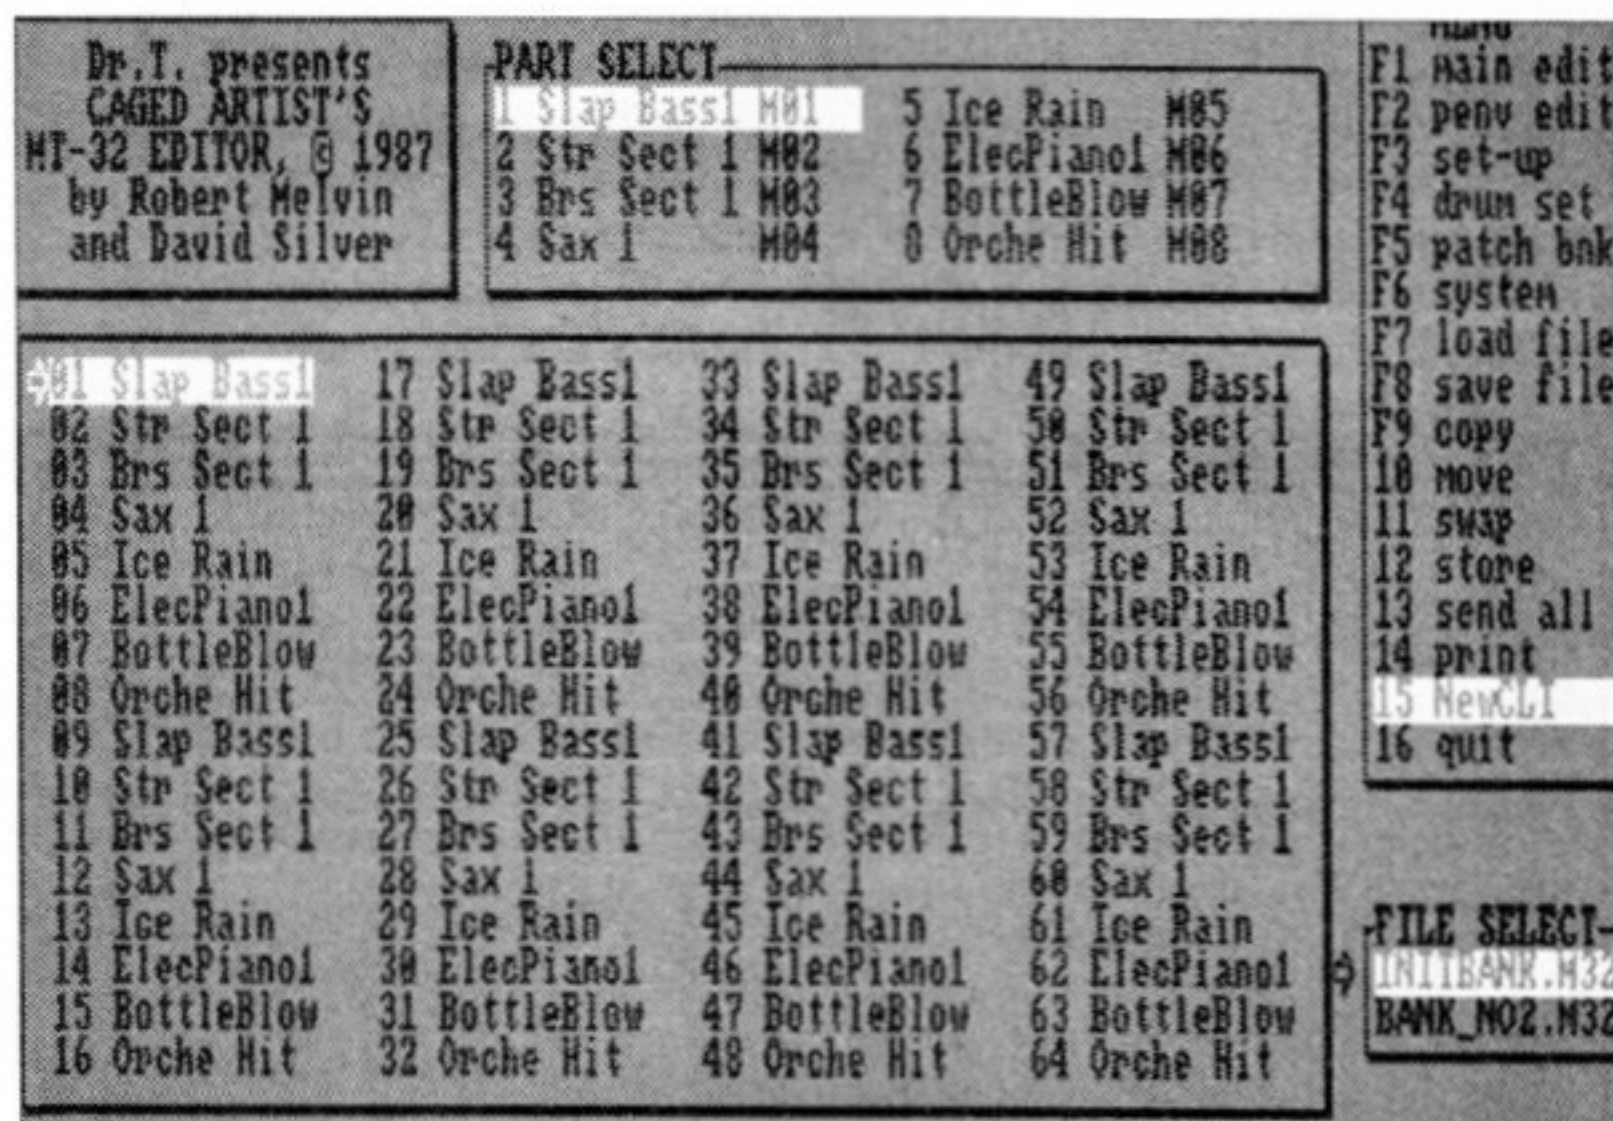 Dr.T. presents
CAGED ARTIST'S
MT-32 EDITOR, © 1987
by Robert Melvin
and David Silver
PART SELECT
1 Slap Bass1 M01
2 Str Sect 1 M02
3 Brs Sect 1 M03
4 Sax 1 M04
5 Ice Rain M05
6 ElecPiano1 M06
7 BottleBlow M07
8 Orche Hit M08
01 Slap Bass1
02 Str Sect 1
03 Brs Sect 1
04 Sax 1
05 Ice Rain
06 ElecPiano1
07 BottleBlow
08 Orche Hit
09 Slap Bass1
10 Str Sect 1
11 Brs Sect 1
12 Sax 1
13 Ice Rain
14 ElecPiano1
15 BottleBlow
16 Orche Hit
17 Slap Bass1
18 Str Sect 1
19 Brs Sect 1
20 Sax 1
21 Ice Rain
22 ElecPiano1
23 BottleBlow
24 Orche Hit
25 Slap Bass1
26 Str Sect 1
27 Brs Sect 1
28 Sax 1
29 Ice Rain
30 ElecPiano1
31 BottleBlow
32 Orche Hit
33 Slap Bass1
34 Str Sect 1
35 Brs Sect 1
36 Sax 1
37 Ice Rain
38 ElecPiano1
39 BottleBlow
40 Orche Hit
41 Slap Bass1
42 Str Sect 1
43 Brs Sect 1
44 Sax 1
45 Ice Rain
46 ElecPiano1
47 BottleBlow
48 Orche Hit
49 Slap Bass1
50 Str Sect 1
51 Brs Sect 1
52 Sax 1
53 Ice Rain
54 ElecPiano1
55 BottleBlow
56 Orche Hit
57 Slap Bass1
58 Str Sect 1
59 Brs Sect 1
60 Sax 1
61 Ice Rain
62 ElecPiano1
63 BottleBlow
64 Orche Hit
MENU
F1 main edit
F2 penv edit
F3 set-up
F4 drum set
F5 patch bnk
F6 system
F7 load file
F8 save file
F9 copy
10 move
11 swap
12 store
13 send all
14 print
15 NewCLI
16 quit
FILE SELECT
INITBANK.M32
BANK_NO2.M32